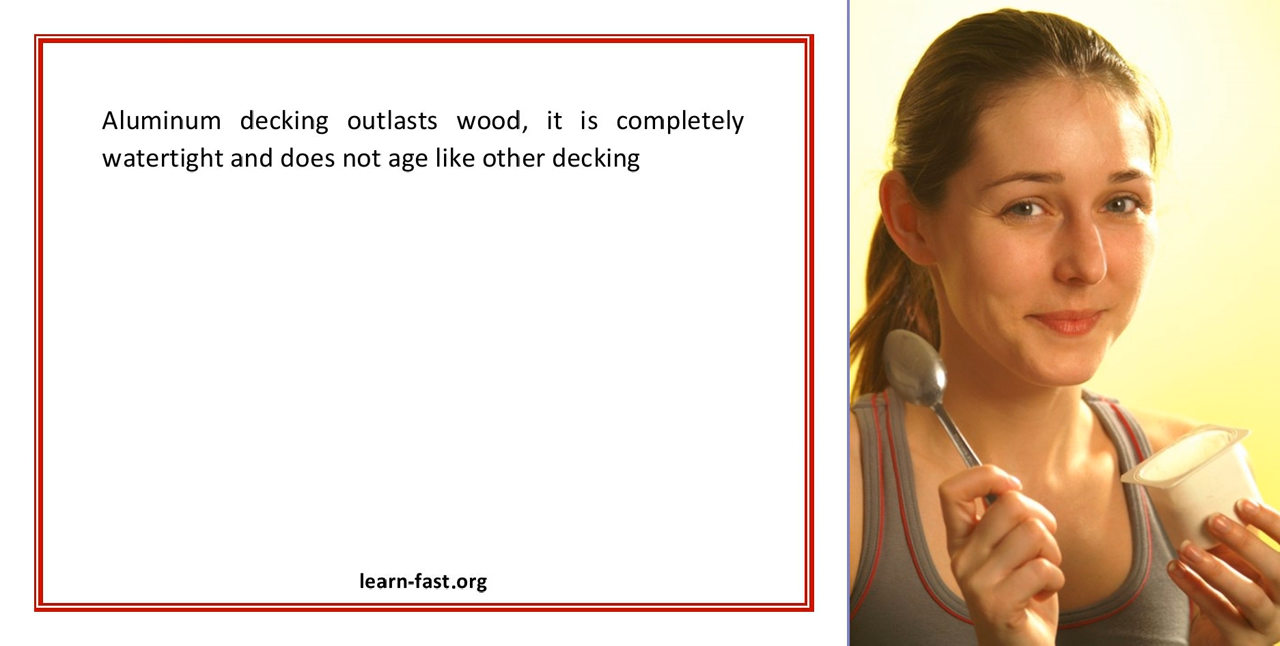 Aluminum decking outlasts wood, it is completely
watertight and does not age like other decking
learn-fast.org